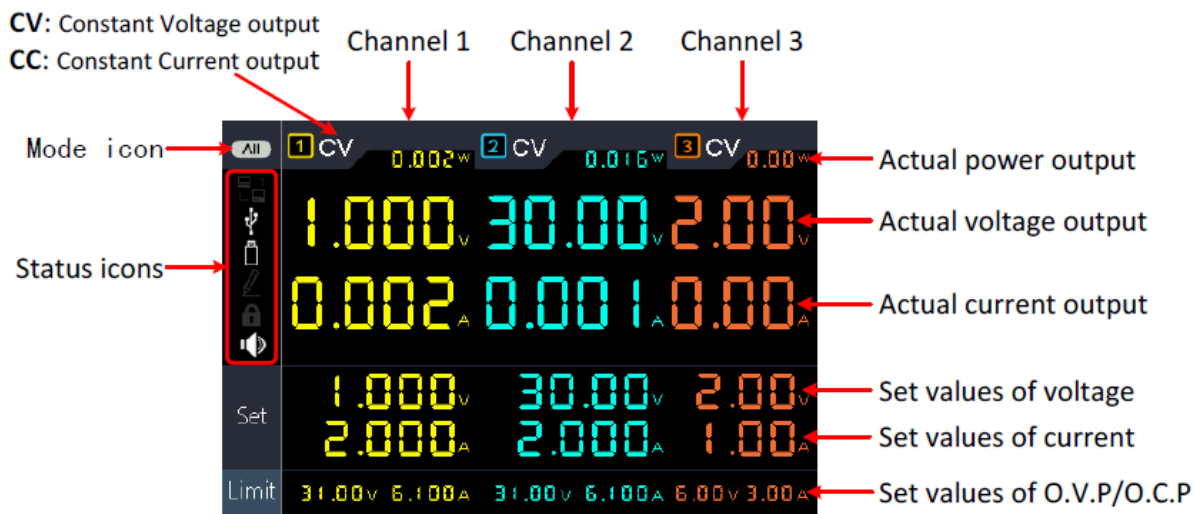 CV: Constant Voltage output
CC: Constant Current output
Channel 1 Channel 2 Channel 3
Mode icon
All 1 CV 0.002W 2 CV 0.016W 3 CV 0.00W
Actual power output
1.000V 30.00V 2.00V
Actual voltage output
Status icons
0.002A 0.001A 0.00A
Actual current output
Set
1.000V 30.00V 2.00V
Set values of voltage
2.000A 2.000A 1.00A
Set values of current
Limit 31.00V 6.100A 31.00V 6.100A 6.00V 3.00A
Set values of O.V.P/O.C.P